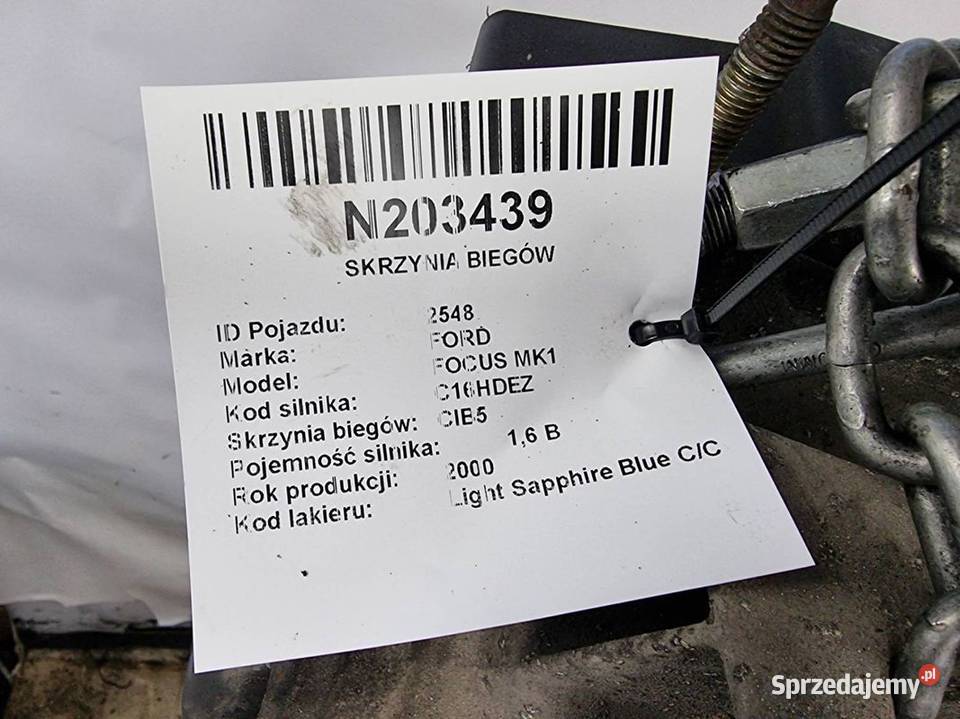 N203439
SKRZYNIA BIEGÓW
ID Pojazdu: 2548
Marka: FORD
Model: FOCUS MK1
Kod silnika: C16HDEZ
Skrzynia biegów: CIB5
Pojemność silnika: 1,6 B
Rok produkcji: 2000
Kod lakieru: Light Sapphire Blue C/C
Sprzedajemy.pl